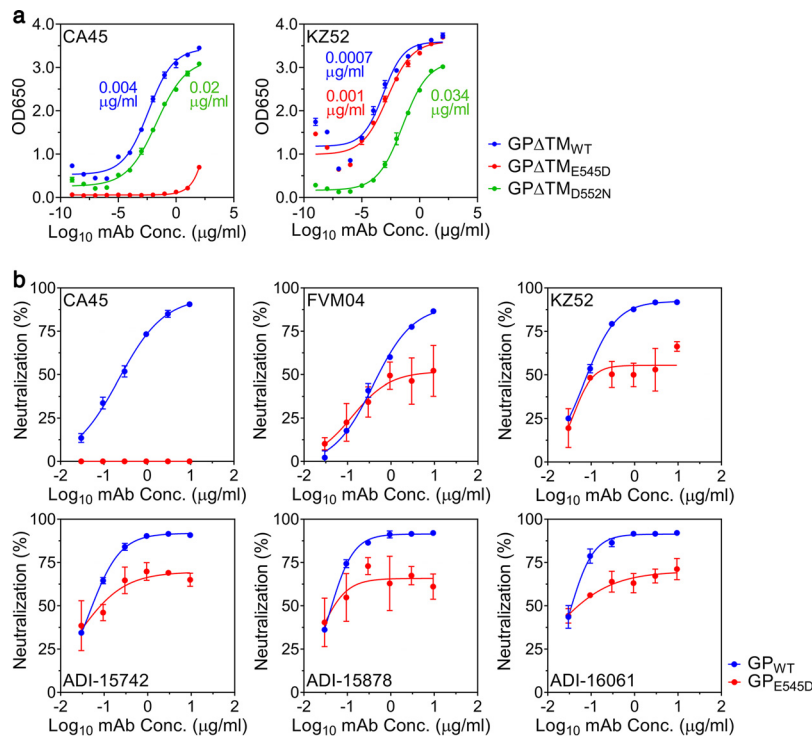 a
CA45
KZ52
4.0
3.0
2.0
1.0
0.0
OD650
0.004
µg/ml
0.02
µg/ml
-10 -5 0 5
Log10 mAb Conc. (µg/ml)
4.0
3.0
2.0
1.0
0.0
OD650
0.0007
µg/ml
0.001
µg/ml
0.034
µg/ml
-10 -5 0 5
Log10 mAb Conc. (µg/ml)
GPΔTMWT
GPΔTME545D
GPΔTMD552N
b
CA45
100
75
50
25
0
Neutralization (%)
-2 -1 0 1 2
Log10 mAb Conc. (µg/ml)
FVM04
100
75
50
25
0
Neutralization (%)
-2 -1 0 1 2
Log10 mAb Conc. (µg/ml)
KZ52
100
75
50
25
0
Neutralization (%)
-2 -1 0 1 2
Log10 mAb Conc. (µg/ml)
100
75
50
25
0
Neutralization (%)
ADI-15742
-2 -1 0 1 2
Log10 mAb Conc. (µg/ml)
100
75
50
25
0
Neutralization (%)
ADI-15878
-2 -1 0 1 2
Log10 mAb Conc. (µg/ml)
100
75
50
25
0
Neutralization (%)
ADI-16061
-2 -1 0 1 2
Log10 mAb Conc. (µg/ml)
GPWT
GPE545D